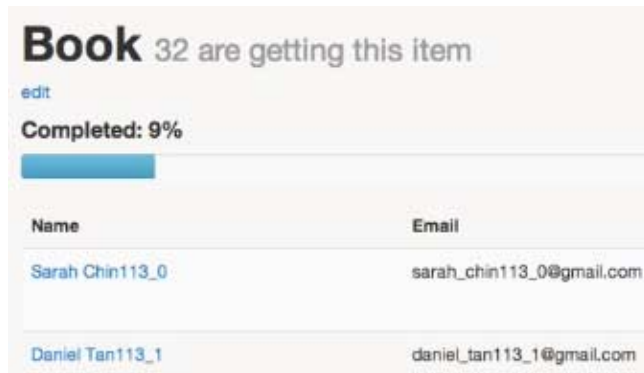 Book 32 are getting this item
edit
Completed: 9%
Name Email
Sarah Chin113_0 sarah_chin113_0@gmail.com
Daniel Tan113_1 daniel_tan113_1@gmail.com